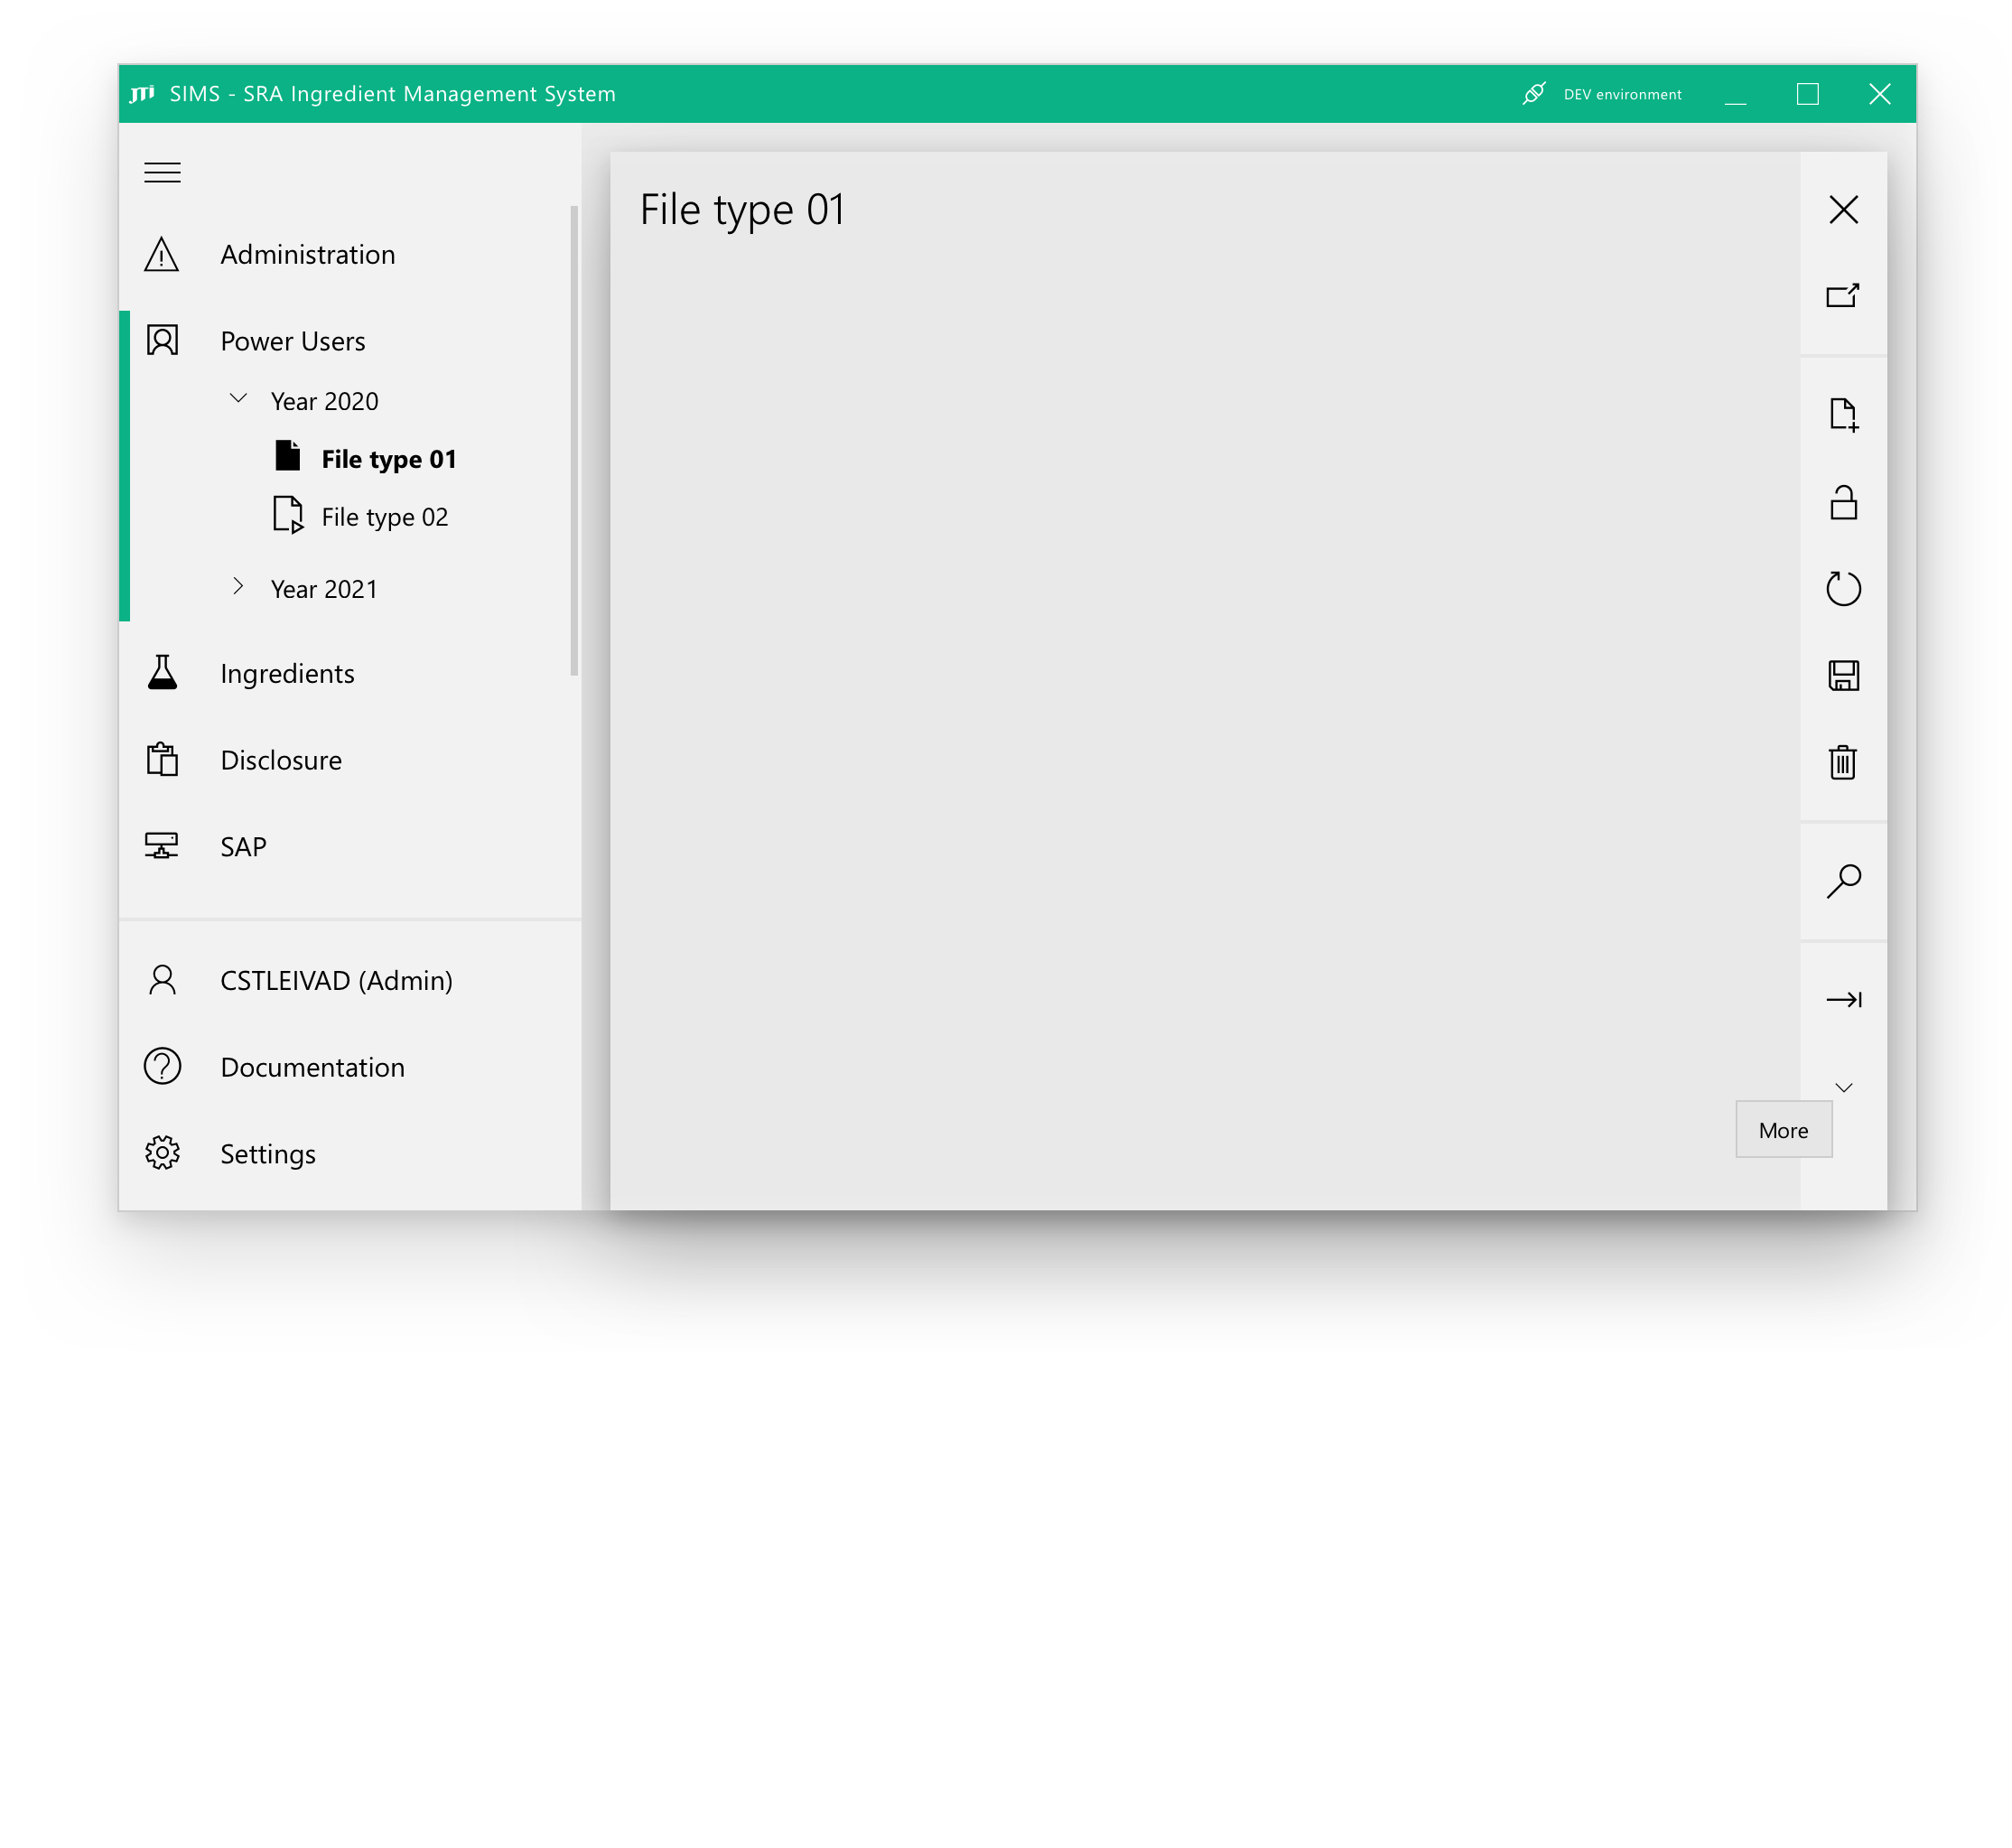 JTi SIMS - SRA Ingredient Management System
DEV environment
Administration
Power Users
Year 2020
File type 01
File type 02
Year 2021
Ingredients
Disclosure
SAP
CSTLEIVAD (Admin)
Documentation
Settings
File type 01
More